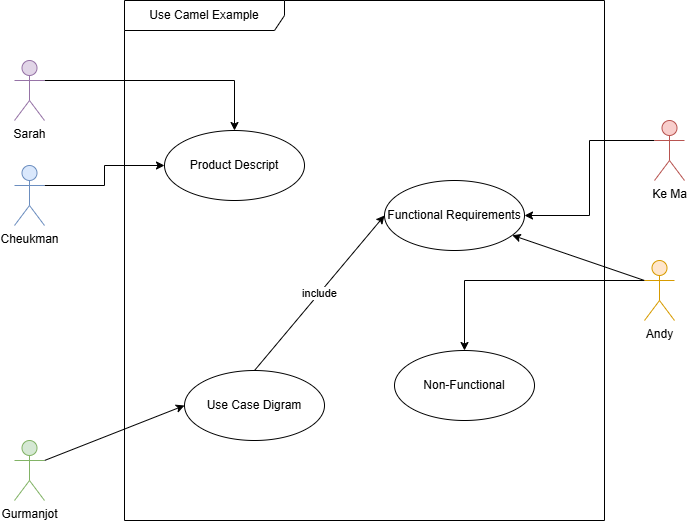 Use Camel Example
Sarah
Product Descript
Cheukman
Ke Ma
Functional Requirements
include
Andy
Non-Functional
Use Case Digram
Gurmanjot